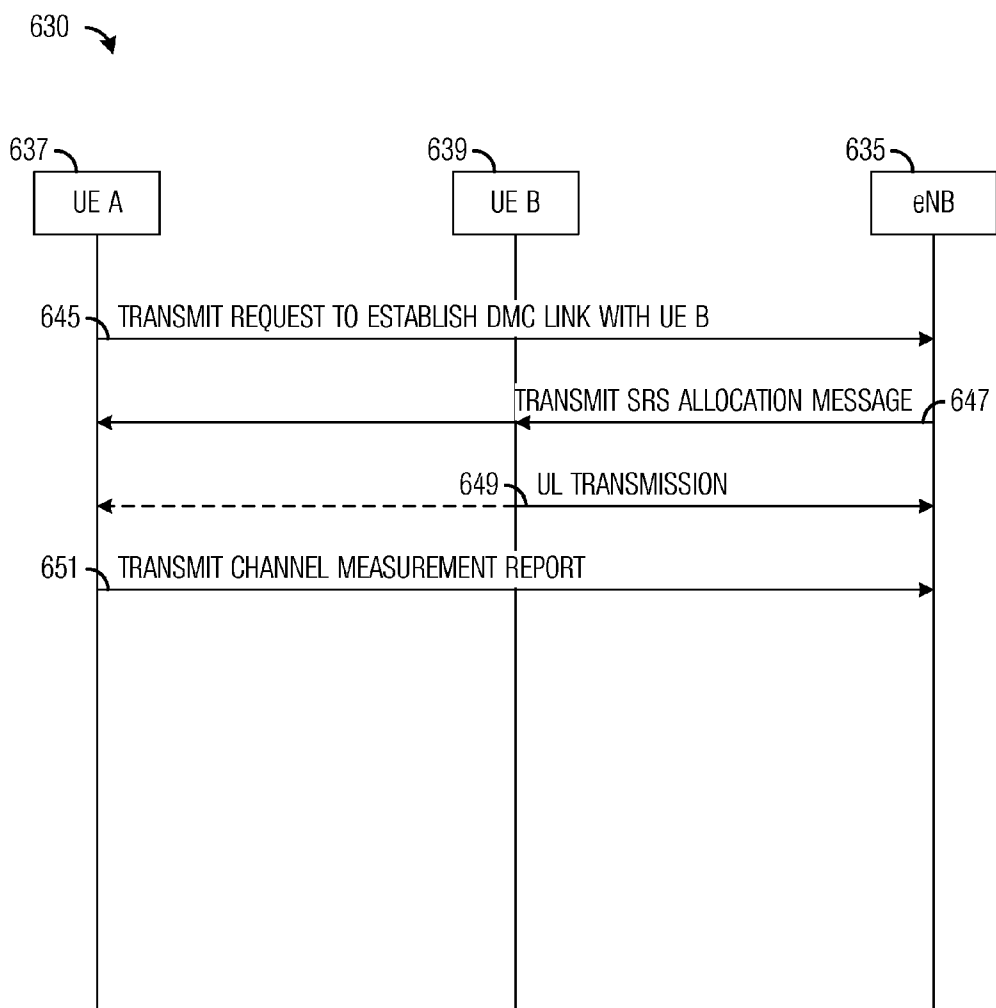 630
637
639
635
UE A
UE B
eNB
645
TRANSMIT REQUEST TO ESTABLISH DMC LINK WITH UE B
TRANSMIT SRS ALLOCATION MESSAGE
647
649
UL TRANSMISSION
651
TRANSMIT CHANNEL MEASUREMENT REPORT